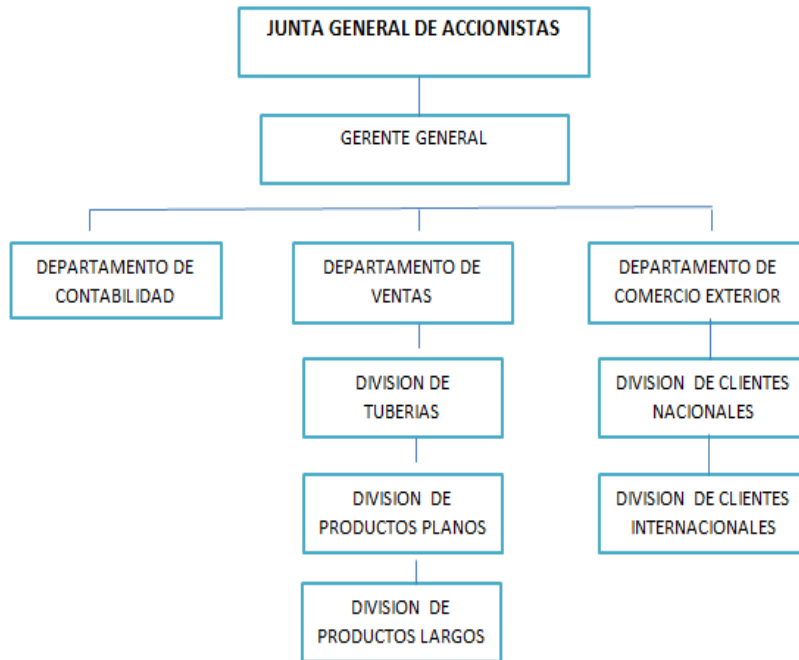 JUNTA GENERAL DE ACCIONISTAS
GERENTE GENERAL
DEPARTAMENTO DE
CONTABILIDAD
DEPARTAMENTO DE
VENTAS
DEPARTAMENTO DE
COMERCIO EXTERIOR
DIVISION DE
TUBERIAS
DIVISION DE CLIENTES
NACIONALES
DIVISION DE
PRODUCTOS PLANOS
DIVISION DE CLIENTES
INTERNACIONALES
DIVISION DE
PRODUCTOS LARGOS